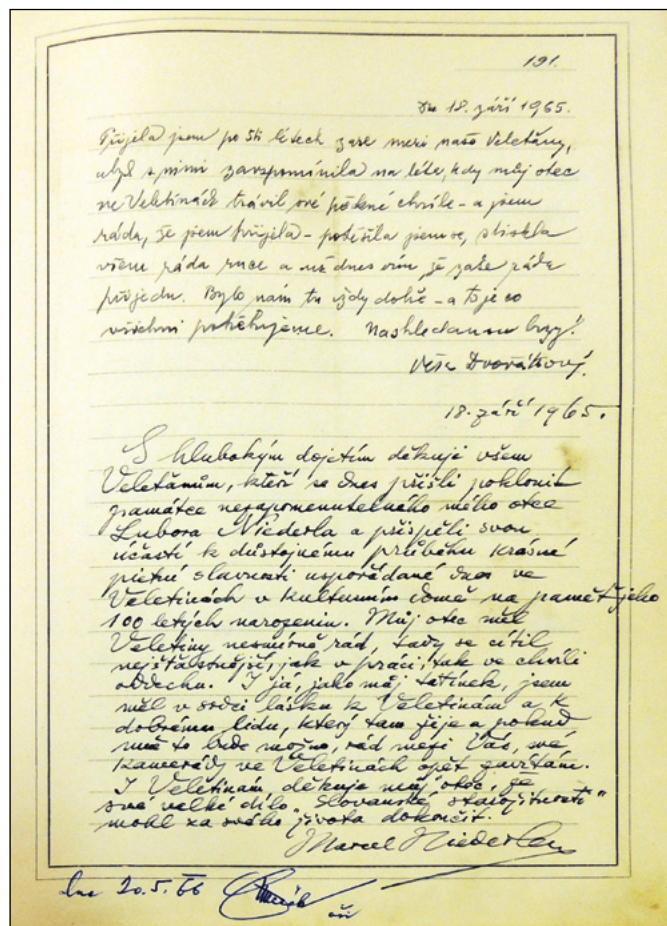 191.
Dne 18. září 1965.
Přijela jsem po 5ti létech zase mezi naše Veleťany,
abych s nimi zavzpomínila na léta, kdy můj otec
ve Veletinách trávil své pěkné chvíle - a jsem
ráda, že jsem přijela - potěšila jsem se, stiskla
všem ráda ruce a už dnes vím, že zase ráda
přijedu. Bylo nám tu vždy dobře - a to je co
všichni potřebujeme. Nashledanou brzy!
Věra Dvořáková.
18. září 1965.
S hlubokým dojetím děkuji všem
Veleťanům, kteří se dnes přišli poklonit
památce nezapomenutelného mého otce
Lubora Niederla a přispěli svou
účastí k důstojnému průběhu krásné
pietní slavnosti uspořádané dnes ve
Veletinách v Kulturním domě na paměť jeho
100 letých narozenin. Můj otec měl
Veletiny nesmírně rád, tady se cítil
nejšťastnější, jak v práci, tak ve chvíli
oddechu. I já, jako můj tatínek, jsem
měl v srdci lásku k Veletinám a k
dobrému lidu, který tam žije a pokud
mně to bude možno, rád mezi Vás, své
kamarády ve Veletinách opět zavítám.
I Veletinám děkuje můj otec, že
své velké dílo „Slovanské starožitnosti"
mohl za svého života dokončit.
Marcel Niederle
dne 20. 5. 66